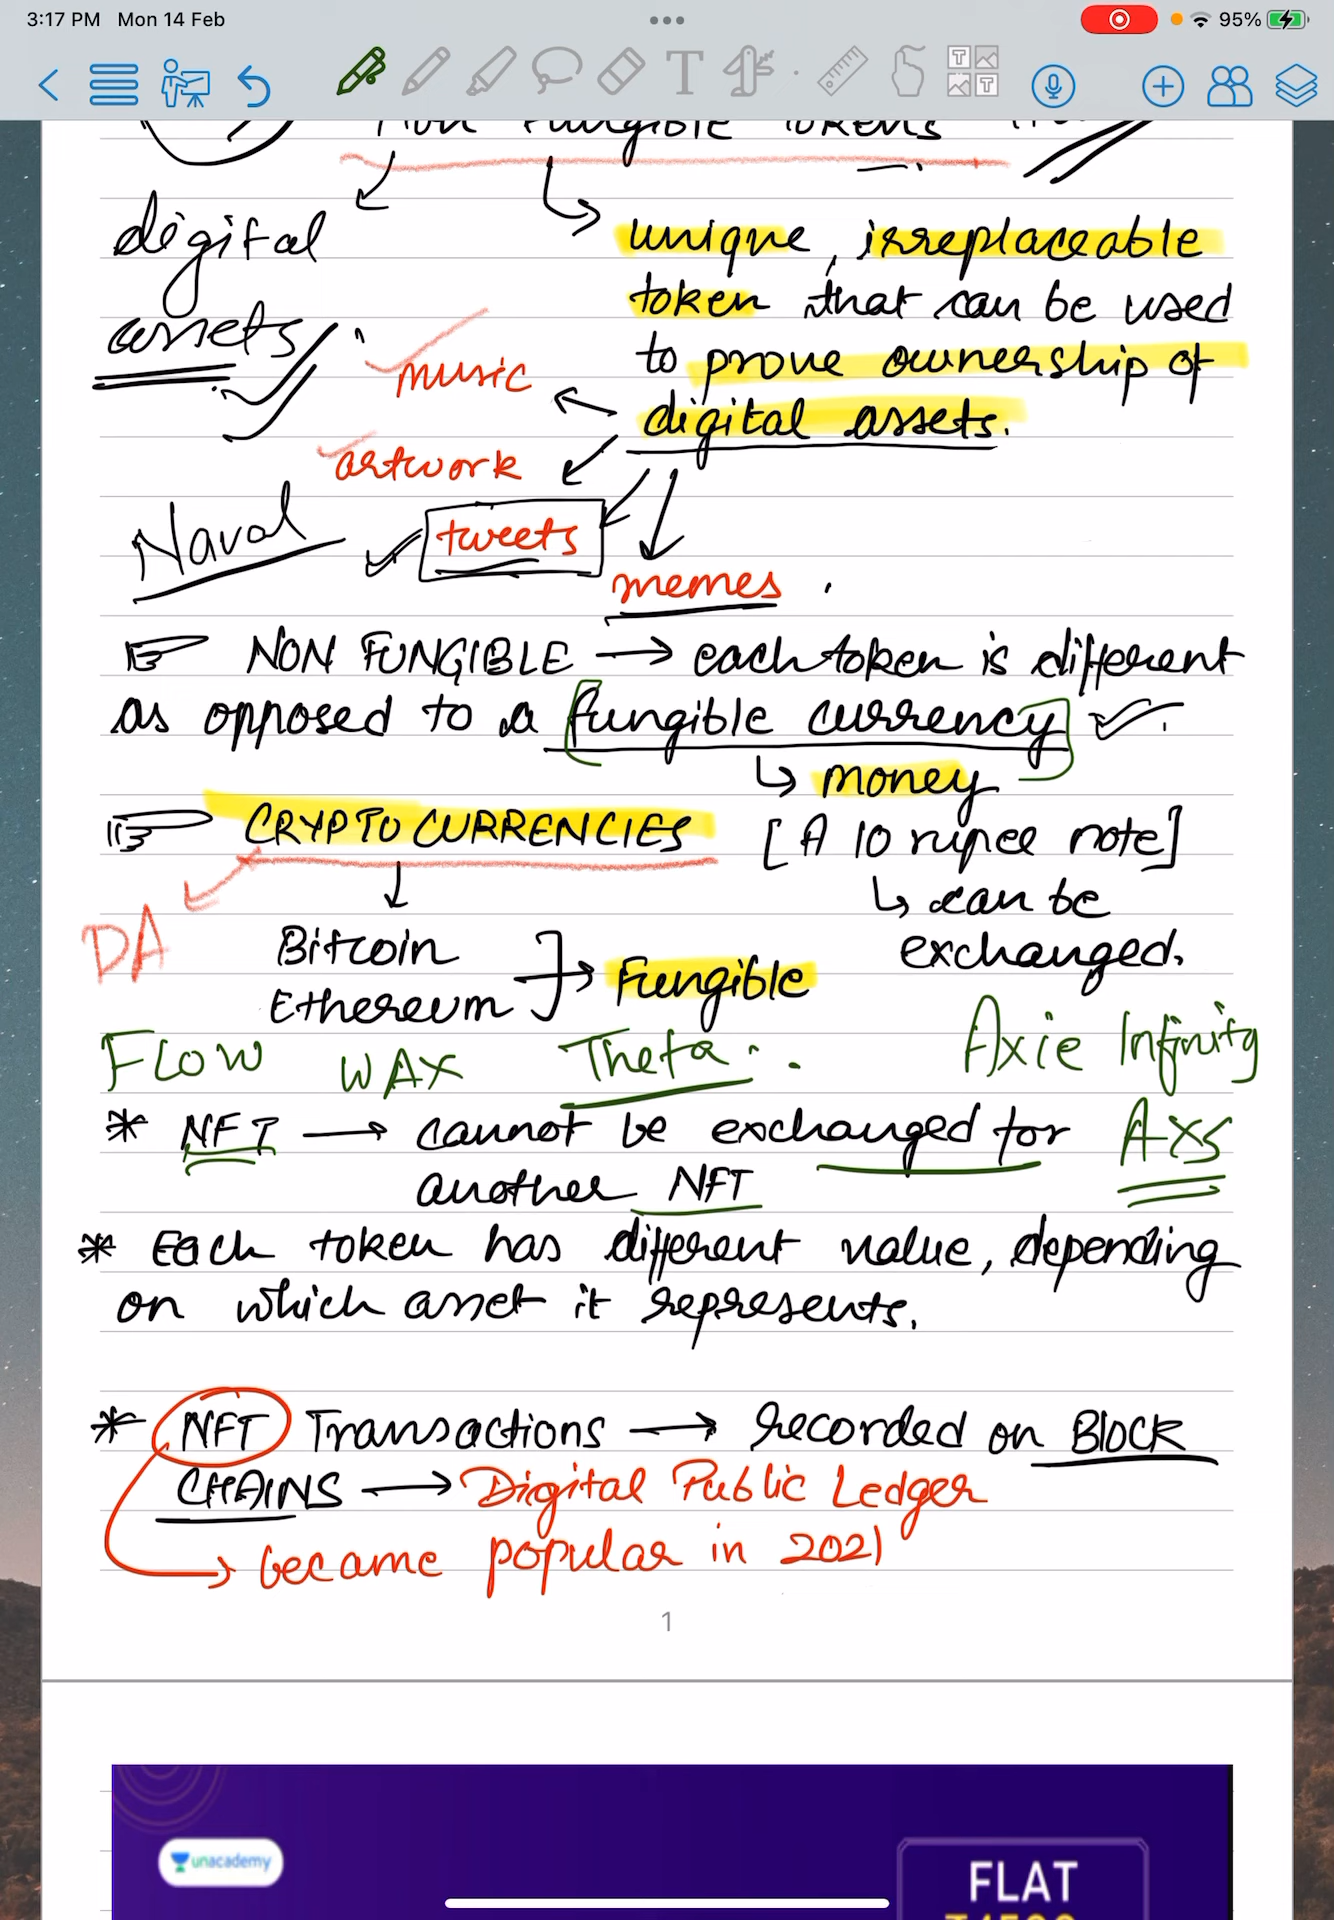 3:17 PM Mon 14 Feb
95%
Non Fungible Tokens
digital
assets
unique, irreplaceable
token that can be used
to prove ownership of
digital assets.
music
artwork
Naval
tweets
memes
NON FUNGIBLE → each token is different
as opposed to a fungible currency
↳ money
[A 10 rupee note]
↳ can be
exchanged.
CRYPTO CURRENCIES
DA
Bitcoin
Ethereum
→ Fungible
FLOW WAX Theta Axie Infinity
AXS
* NFT → cannot be exchanged for
another NFT
* Each token has different value, depending
on which asset it represents.
* NFT Transactions → recorded on BLOCK
CHAINS → Digital Public Ledger
→ became popular in 2021
1
unacademy
FLAT